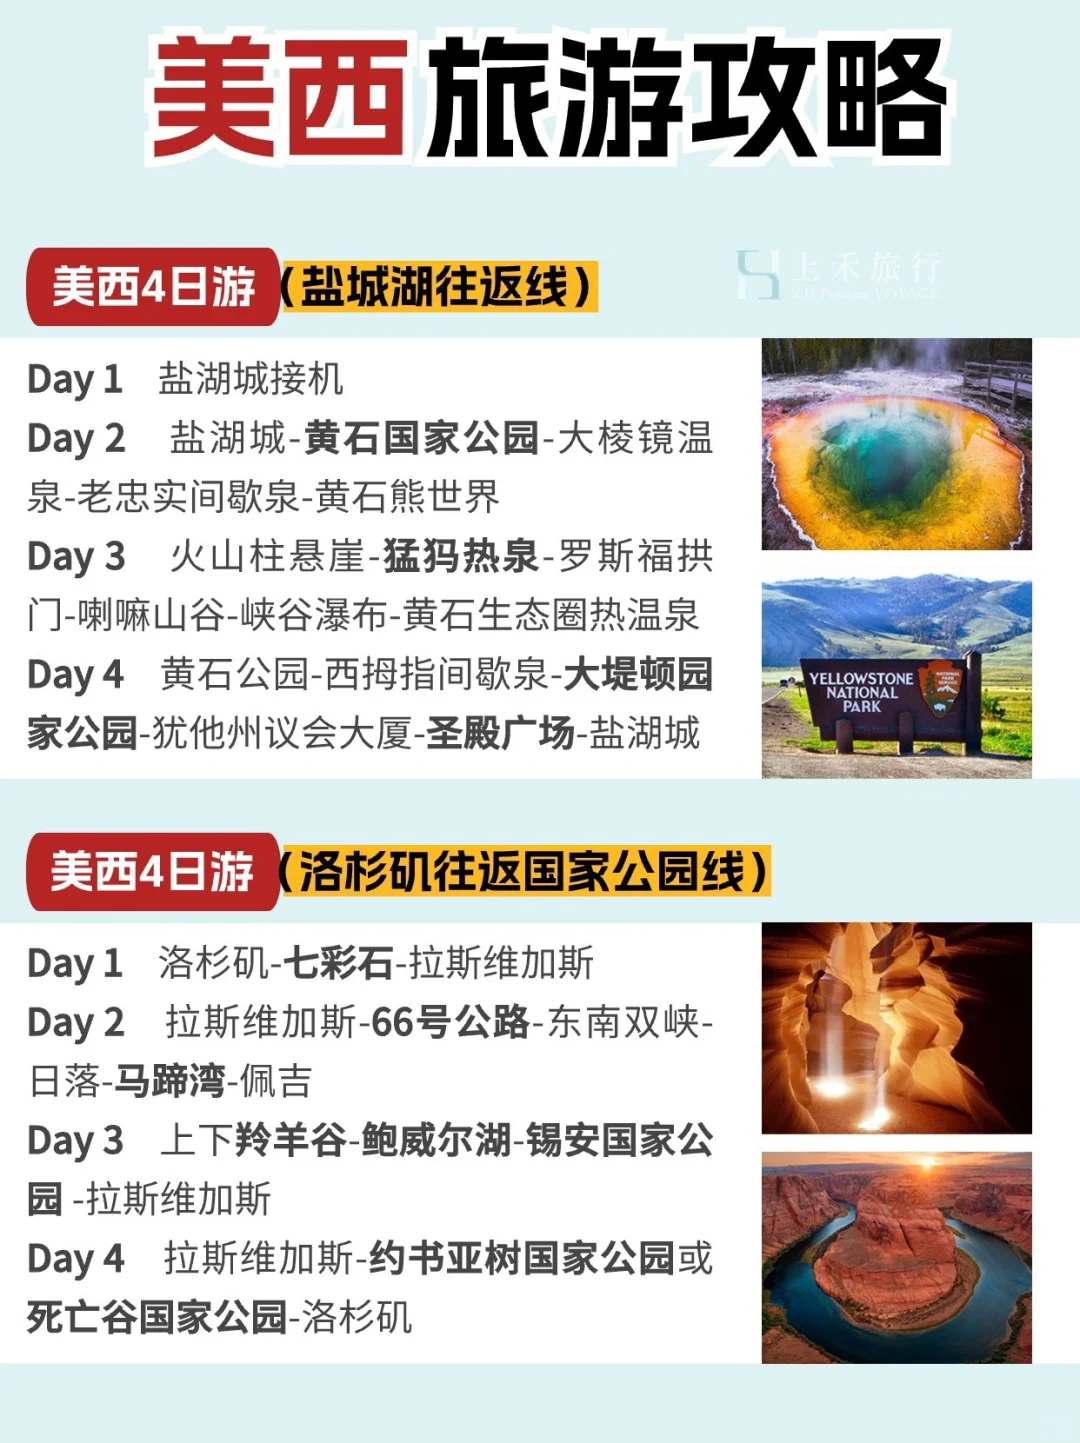 美西旅游攻略
美西4日游（盐城湖往返线）
上禾旅行
Day 1 盐湖城接机
Day 2 盐湖城-黄石国家公园-大棱镜温
泉-老忠实间歇泉-黄石熊世界
Day 3 火山柱悬崖-猛犸热泉-罗斯福拱
门-喇嘛山谷-峡谷瀑布-黄石生态圈热温泉
Day 4 黄石公园-西拇指间歇泉-大堤顿园
家公园-犹他州议会大厦-圣殿广场-盐湖城
YELLOWSTONE
NATIONAL
PARK
美西4日游（洛杉矶往返国家公园线）
Day 1 洛杉矶-七彩石-拉斯维加斯
Day 2 拉斯维加斯-66号公路-东南双峡-
日落-马蹄湾-佩吉
Day 3 上下羚羊谷-鲍威尔湖-锡安国家公
园 -拉斯维加斯
Day 4 拉斯维加斯-约书亚树国家公园或
死亡谷国家公园-洛杉矶